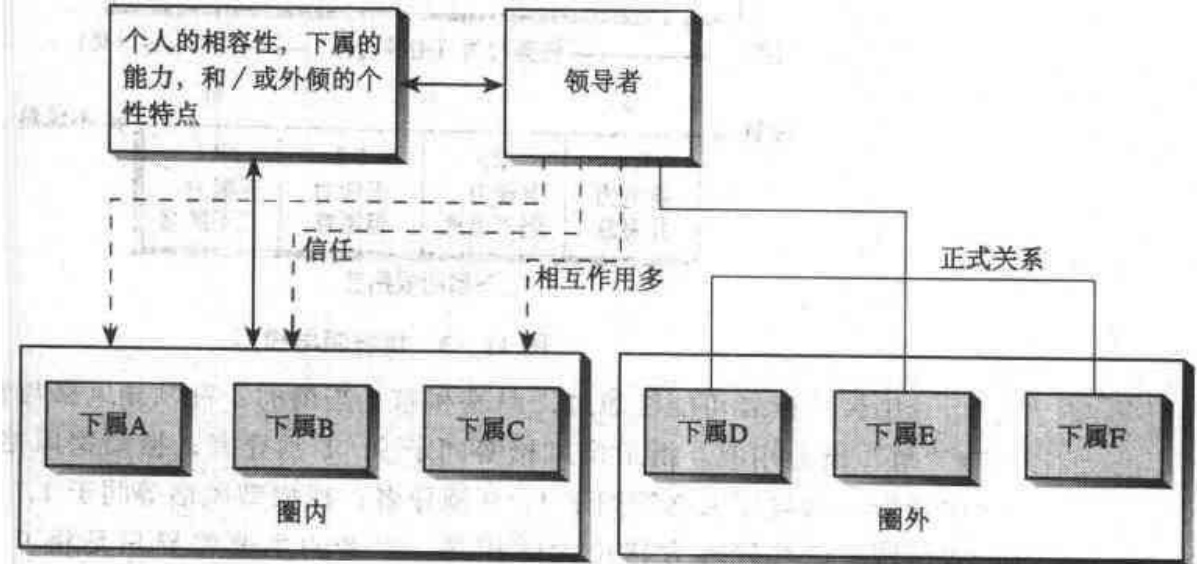 个人的相容性，下属的
能力，和／或外倾的个
性特点
领导者
信任
相互作用多
正式关系
下属A
下属B
下属C
圈内
下属D
下属E
下属F
圈外